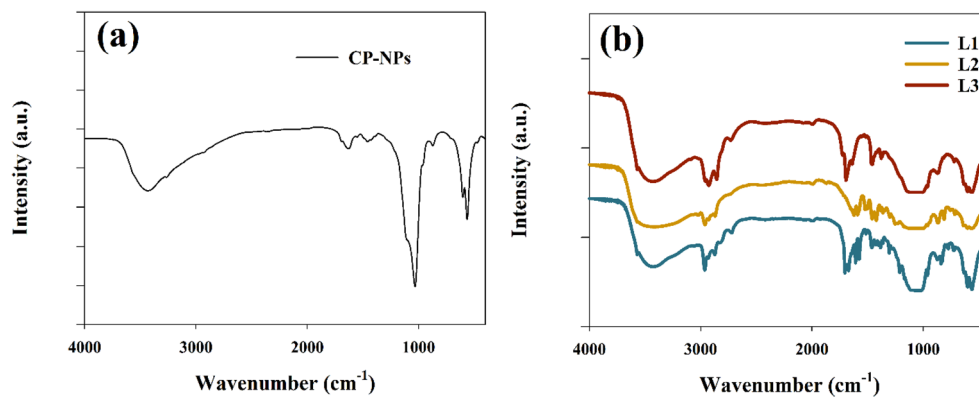 (a)
CP-NPs
Intensity (a.u.)
4000 3000 2000 1000
Wavenumber (cm-1)
(b)
L1
L2
L3
Intensity (a.u.)
4000 3000 2000 1000
Wavenumber (cm-1)